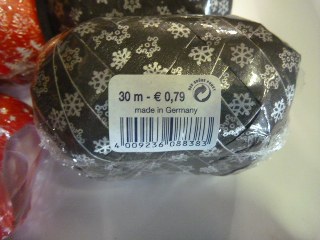 30 m - € 0,79
made in Germany
4 009236 088383